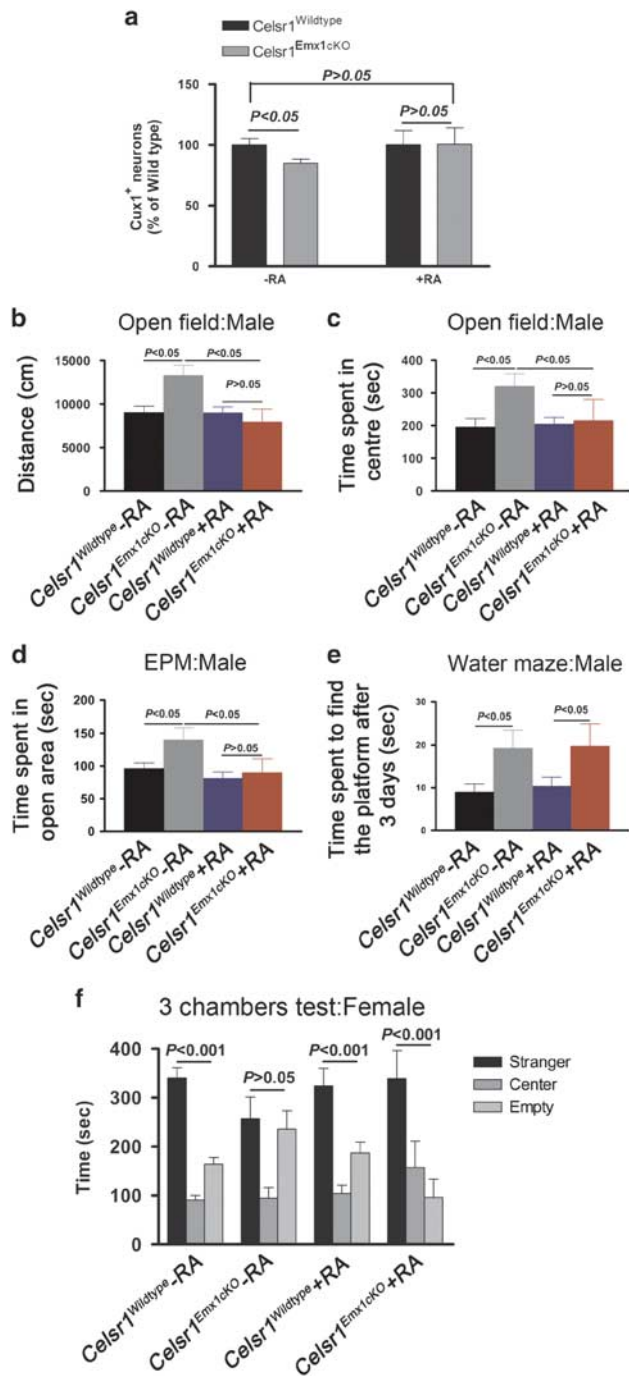 a
Celsr1Wildtype
Celsr1Emx1cKO
P>0.05
P<0.05
P>0.05
150
100
50
0
Cux1+ neurons
(% of Wild type)
-RA
+RA
b
Open field:Male
15000
10000
5000
0
Distance (cm)
P<0.05
P<0.05
P>0.05
Celsr1Wildtype-RA
Celsr1Emx1cKO-RA
Celsr1Wildtype+RA
Celsr1Emx1cKO+RA
c
Open field:Male
400
300
200
100
0
Time spent in
centre (sec)
P<0.05
P<0.05
P>0.05
Celsr1Wildtype-RA
Celsr1Emx1cKO-RA
Celsr1Wildtype+RA
Celsr1Emx1cKO+RA
d
EPM:Male
200
150
100
50
0
Time spent in
open area (sec)
P<0.05
P<0.05
P>0.05
Celsr1Wildtype-RA
Celsr1Emx1cKO-RA
Celsr1Wildtype+RA
Celsr1Emx1cKO+RA
e
Water maze:Male
30
20
10
0
Time spent to find
the platform after
3 days (sec)
P<0.05
P<0.05
Celsr1Wildtype-RA
Celsr1Emx1cKO-RA
Celsr1Wildtype+RA
Celsr1Emx1cKO+RA
f
3 chambers test:Female
400
300
200
100
0
Time (sec)
P<0.001
P>0.05
P<0.001
P<0.001
Stranger
Center
Empty
Celsr1Wildtype-RA
Celsr1Emx1cKO-RA
Celsr1Wildtype+RA
Celsr1Emx1cKO+RA